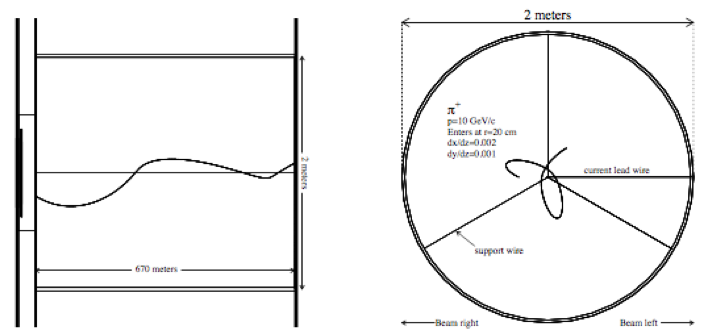 2 meters
670 meters
2 meters
π+
p=10 GeV/c
Enters at r=20 cm
dx/dz=0.002
dy/dz=0.001
current lead wire
support wire
Beam right
Beam left